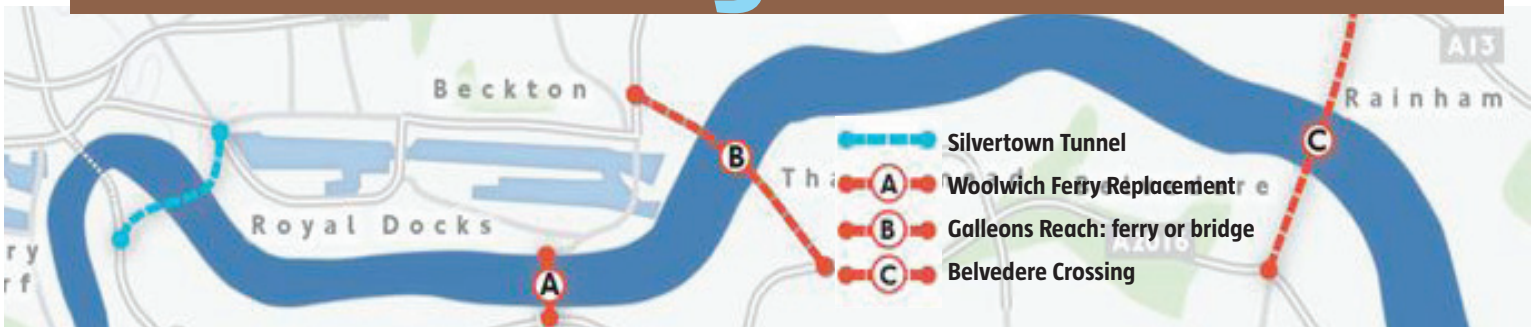 A13
Beckton
Rainham
C
Silvertown Tunnel
B
A Woolwich Ferry Replacement
Royal Docks
B Galleons Reach: ferry or bridge
A2016
C Belvedere Crossing
A